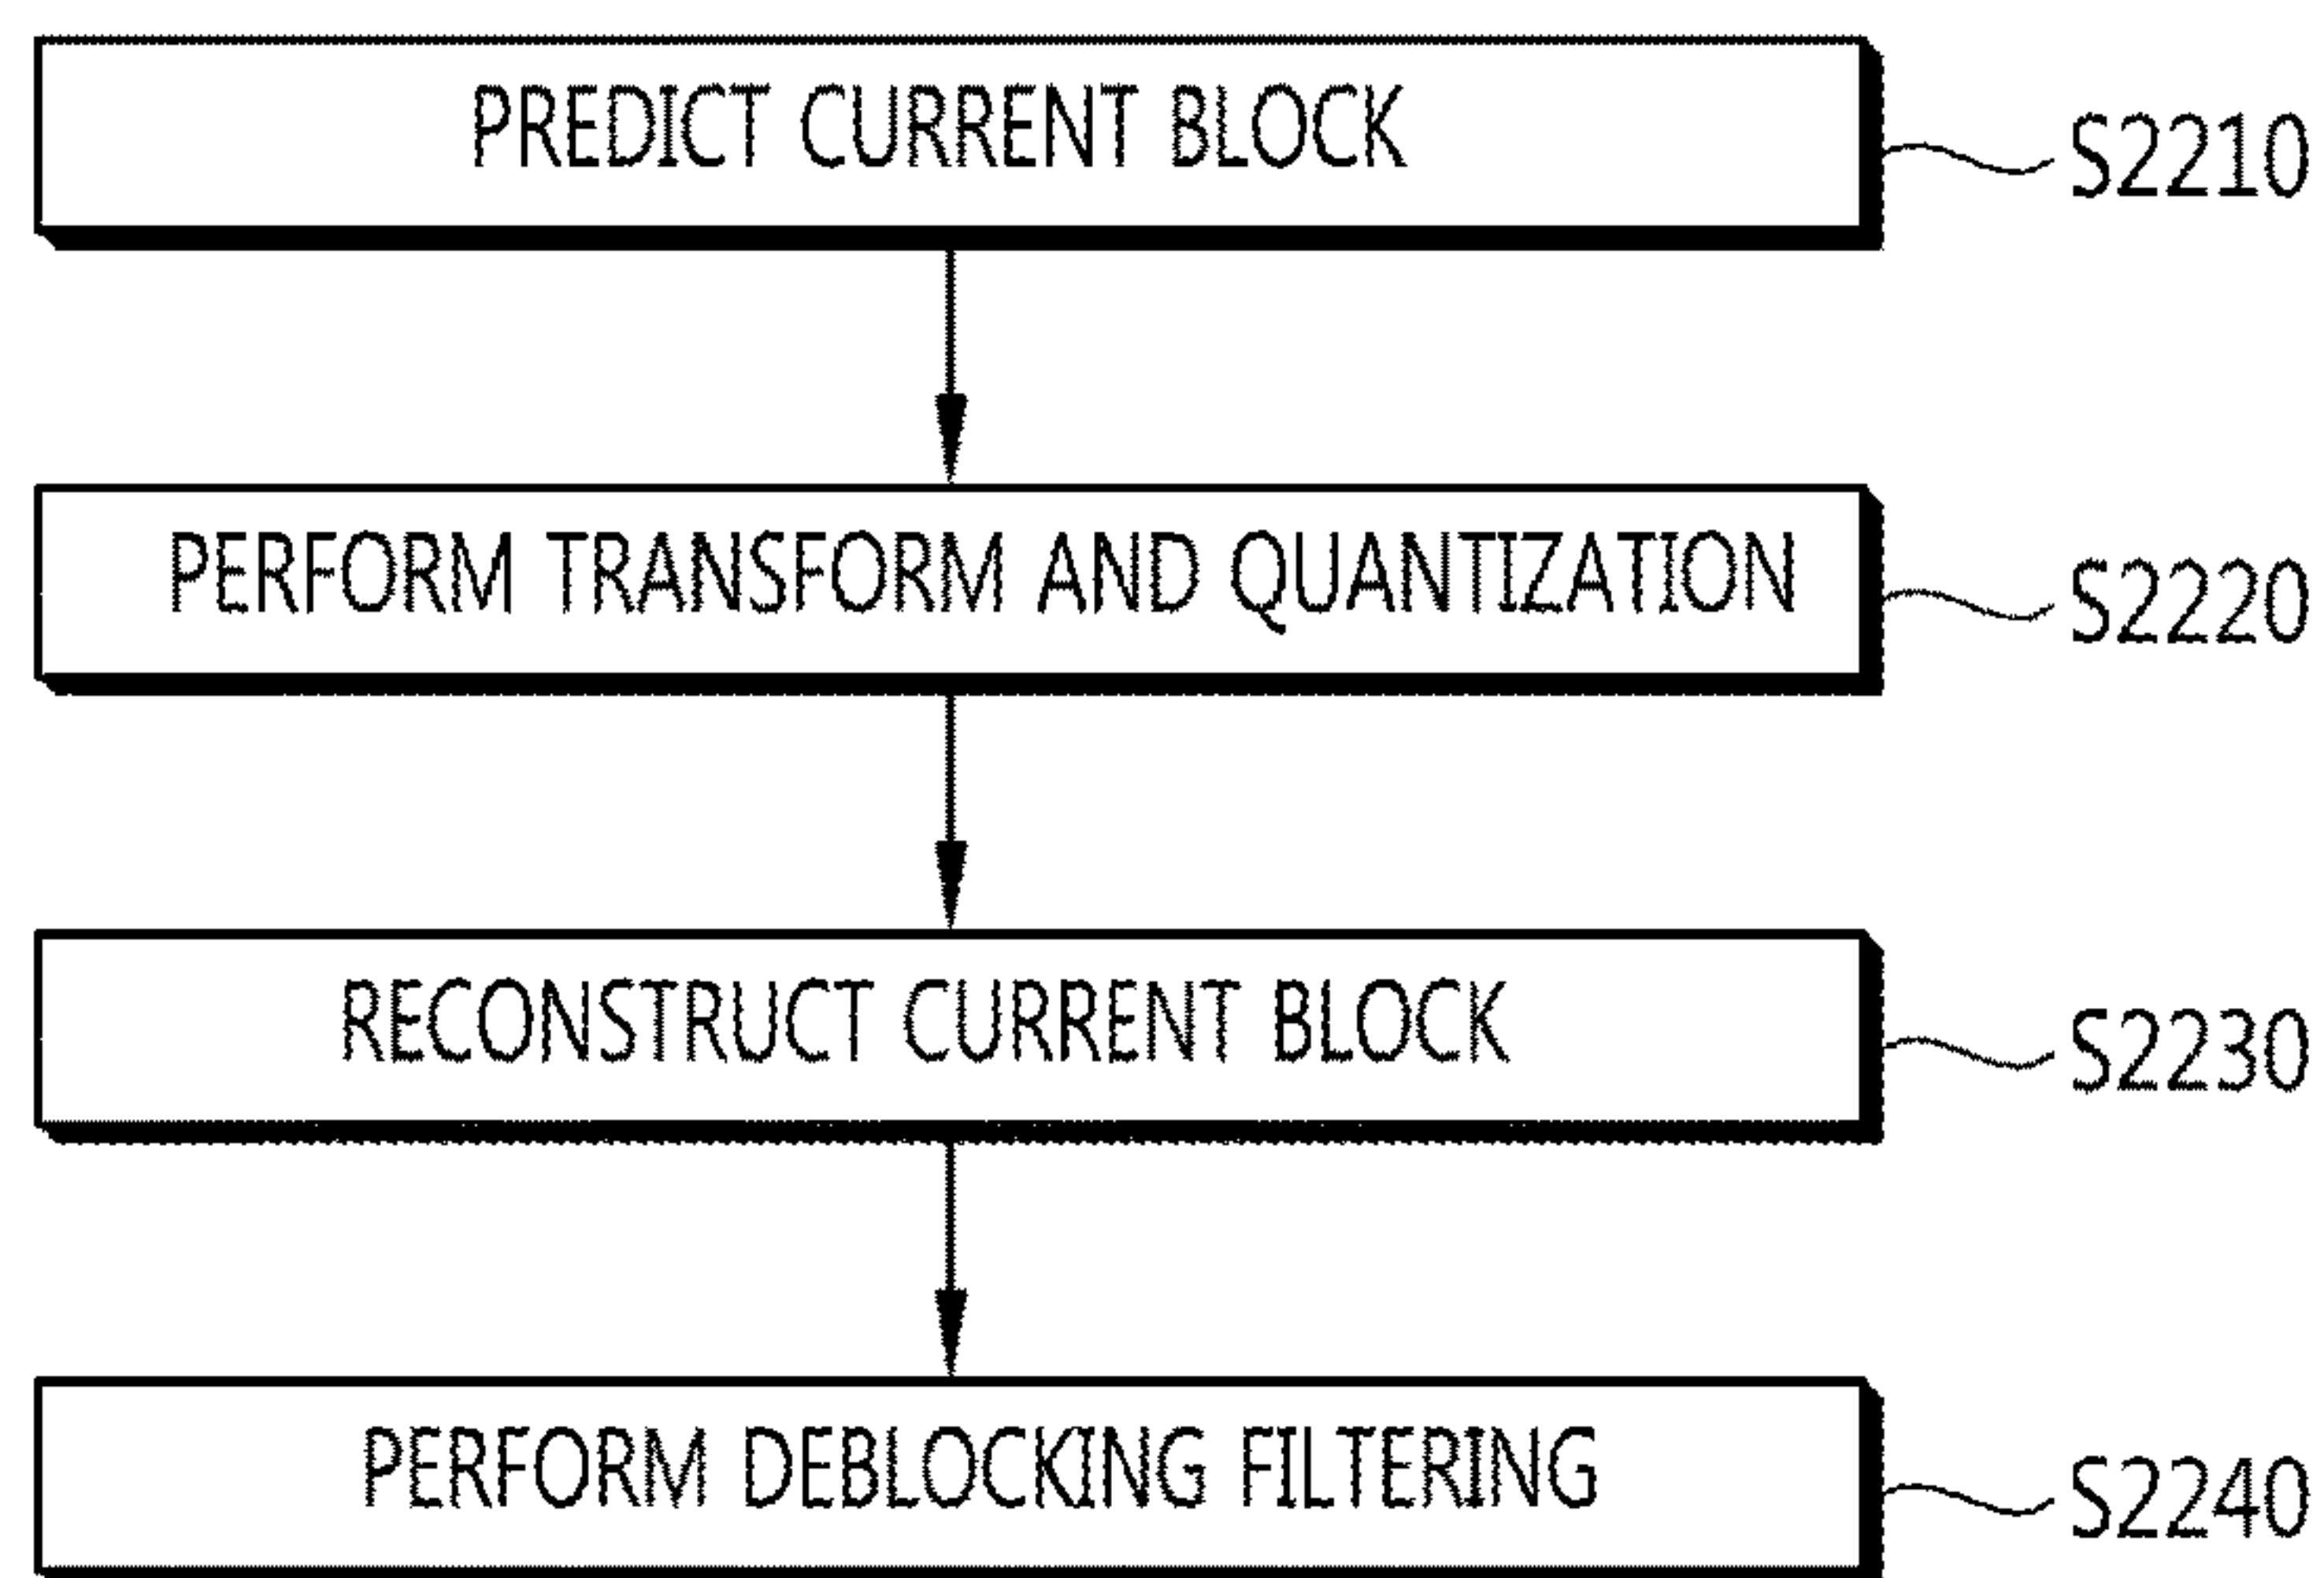 PREDICT CURRENT BLOCK
S2210
PERFORM TRANSFORM AND QUANTIZATION
S2220
RECONSTRUCT CURRENT BLOCK
S2230
PERFORM DEBLOCKING FILTERING
S2240